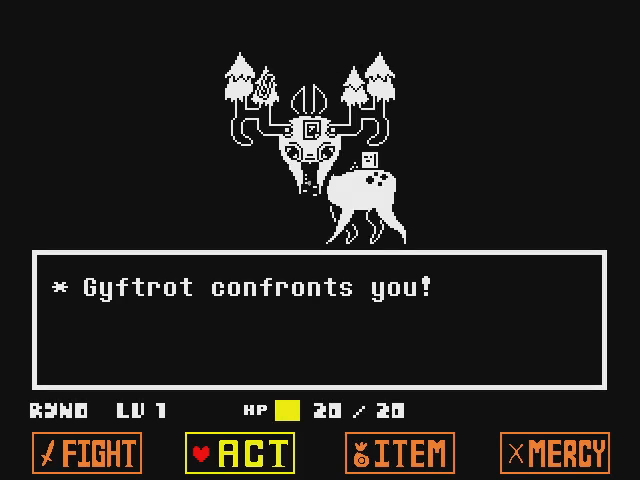 * Gyftrot confronts you!
RYNO LV 1 HP 20 / 20
FIGHT ACT ITEM MERCY